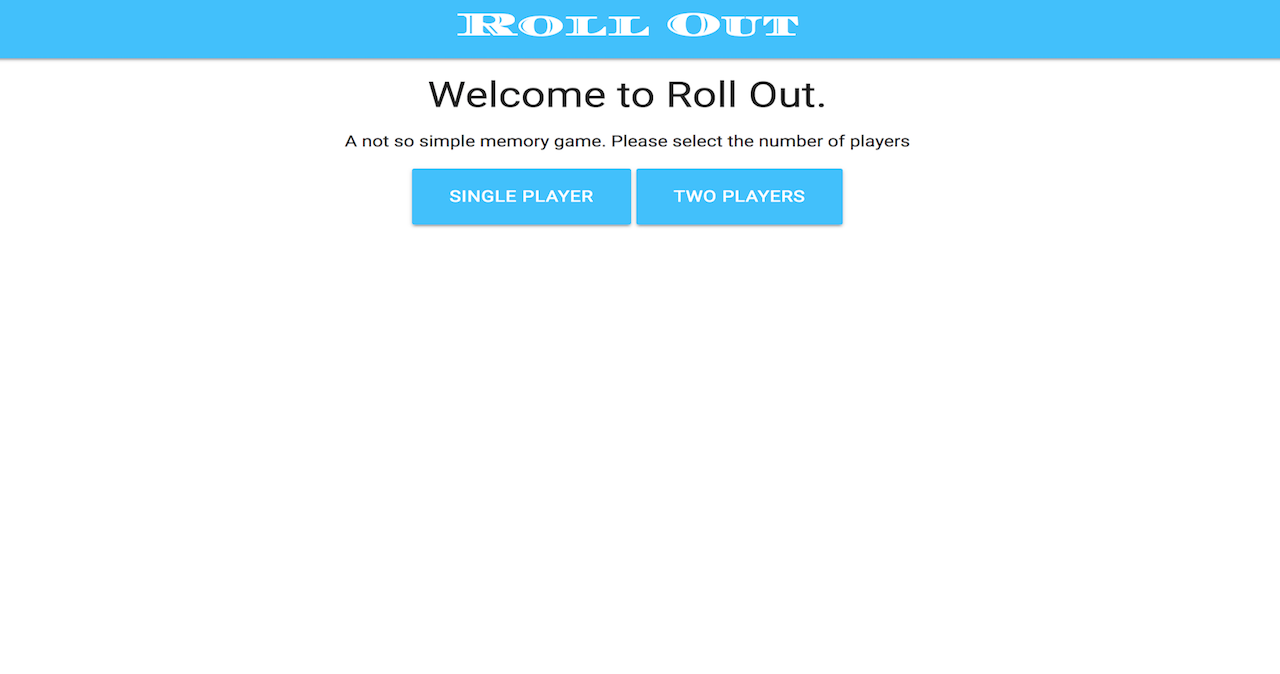 Roll Out
Welcome to Roll Out.
A not so simple memory game. Please select the number of players
SINGLE PLAYER
TWO PLAYERS